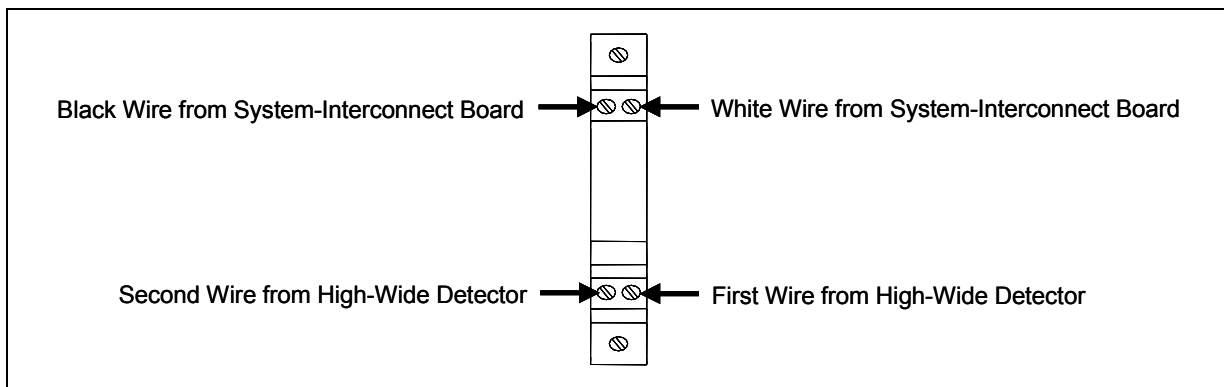 Black Wire from System-Interconnect Board
White Wire from System-Interconnect Board
Second Wire from High-Wide Detector
First Wire from High-Wide Detector